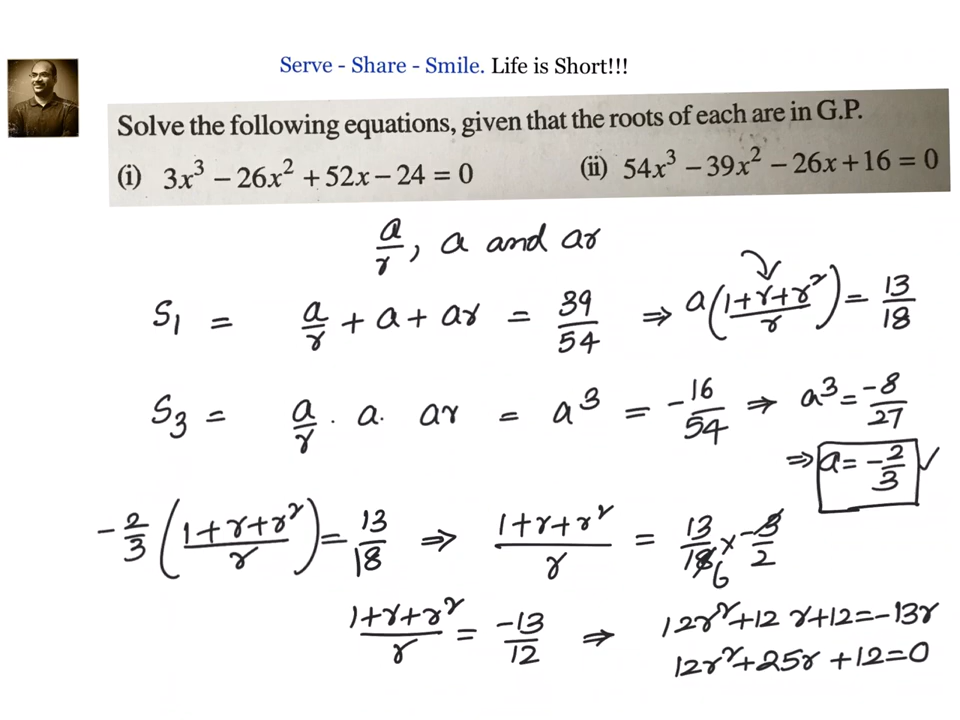 Serve - Share - Smile. Life is Short!!!
Solve the following equations, given that the roots of each are in G.P.
(i) 3x³ − 26x² + 52x − 24 = 0 (ii) 54x³ − 39x² − 26x + 16 = 0
a/r, a and ar
S₁ = a/r + a + ar = 39/54 ⇒ a((1+r+r²)/r) = 13/18
S₃ = a/r · a · ar = a³ = -16/54 ⇒ a³ = -8/27
⇒ a = -2/3 ✓
-2/3 ((1+r+r²)/r) = 13/18 ⇒ (1+r+r²)/r = 13/18 6 × -3/2
(1+r+r²)/r = -13/12 ⇒ 12r²+12r+12=-13r
12r²+25r+12=0